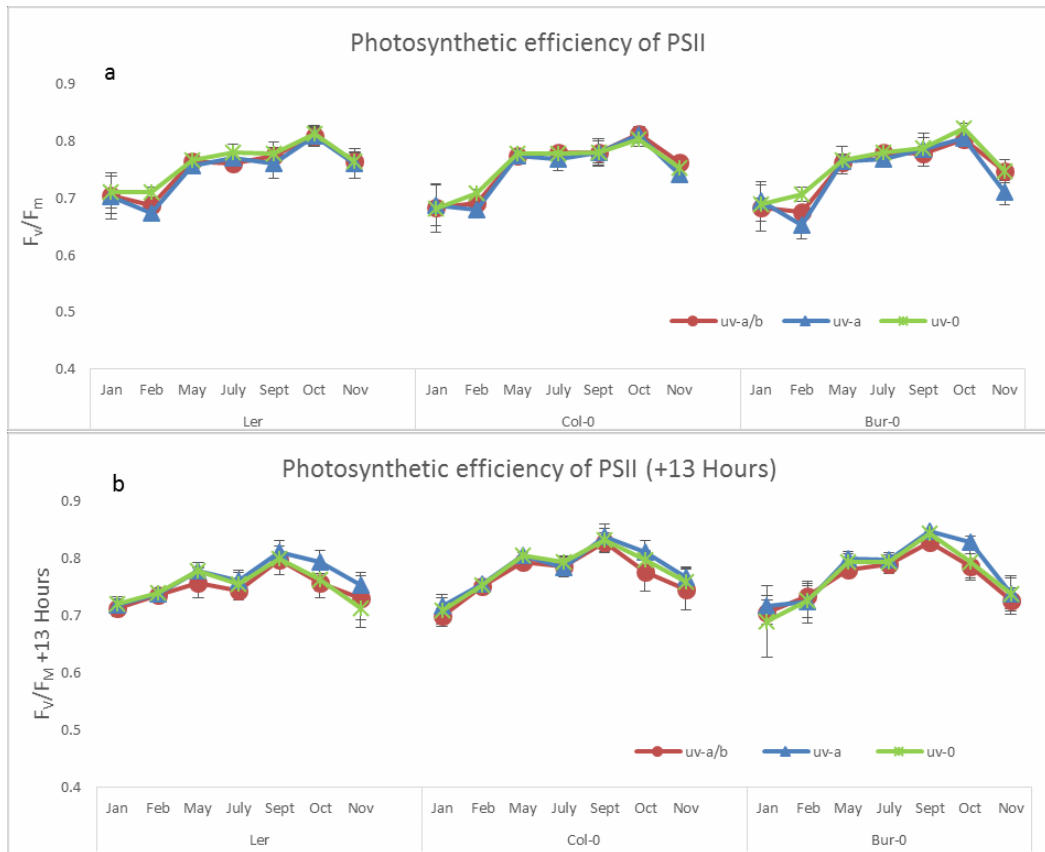 Photosynthetic efficiency of PSII
a
0.9
0.8
0.7
0.6
0.5
0.4
Fv/Fm
uv-a/b uv-a uv-0
Jan Feb May July Sept Oct Nov Jan Feb May July Sept Oct Nov Jan Feb May July Sept Oct Nov
Ler Col-0 Bur-0
Photosynthetic efficiency of PSII (+13 Hours)
b
0.9
0.8
0.7
0.6
0.5
0.4
FV/FM +13 Hours
uv-a/b uv-a uv-0
Jan Feb May July Sept Oct Nov Jan Feb May July Sept Oct Nov Jan Feb May July Sept Oct Nov
Ler Col-0 Bur-0